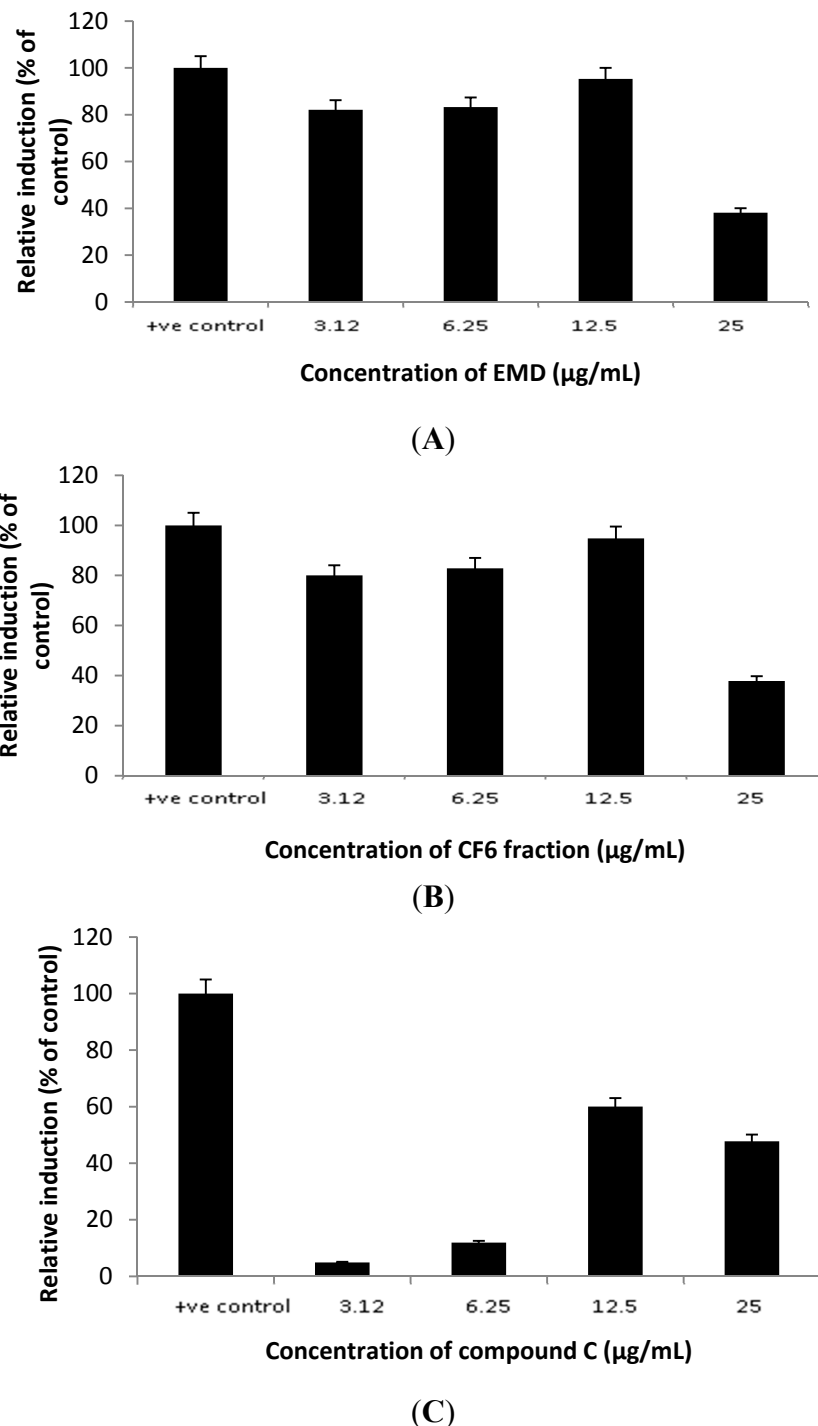 Relative induction (% of
control)
120
100
80
60
40
20
0
+ve control 3.12 6.25 12.5 25
Concentration of EMD (µg/mL)
(A)
Relative induction (% of
control)
120
100
80
60
40
20
0
+ve control 3.12 6.25 12.5 25
Concentration of CF6 fraction (µg/mL)
(B)
Relative induction (% of control)
120
100
80
60
40
20
0
+ve control 3.12 6.25 12.5 25
Concentration of compound C (µg/mL)
(C)